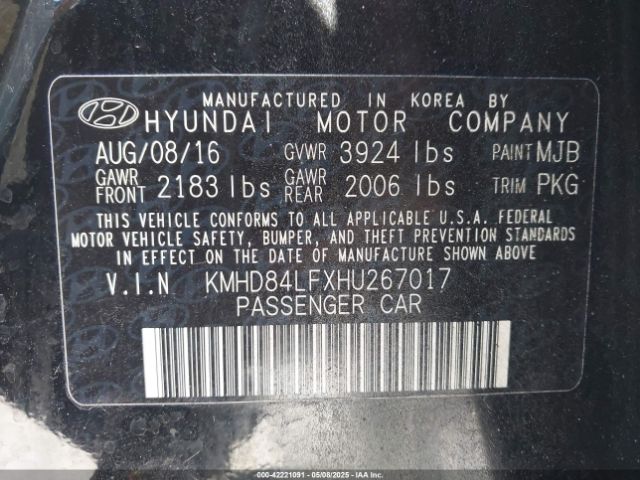 MANUFACTURED IN KOREA BY
HYUNDAI MOTOR COMPANY
AUG/08/16 GVWR 3924 lbs PAINT MJB
GAWR FRONT 2183 lbs GAWR REAR 2006 lbs TRIM PKG
THIS VEHICLE CONFORMS TO ALL APPLICABLE U.S.A. FEDERAL
MOTOR VEHICLE SAFETY, BUMPER, AND THEFT PREVENTION STANDARDS
IN EFFECT ON THE DATE OF MANUFACTURE SHOWN ABOVE.
V.I.N KMHD84LFXHU267017
PASSENGER CAR
000-42221091 - 05/08/2025 - IAAI.COM